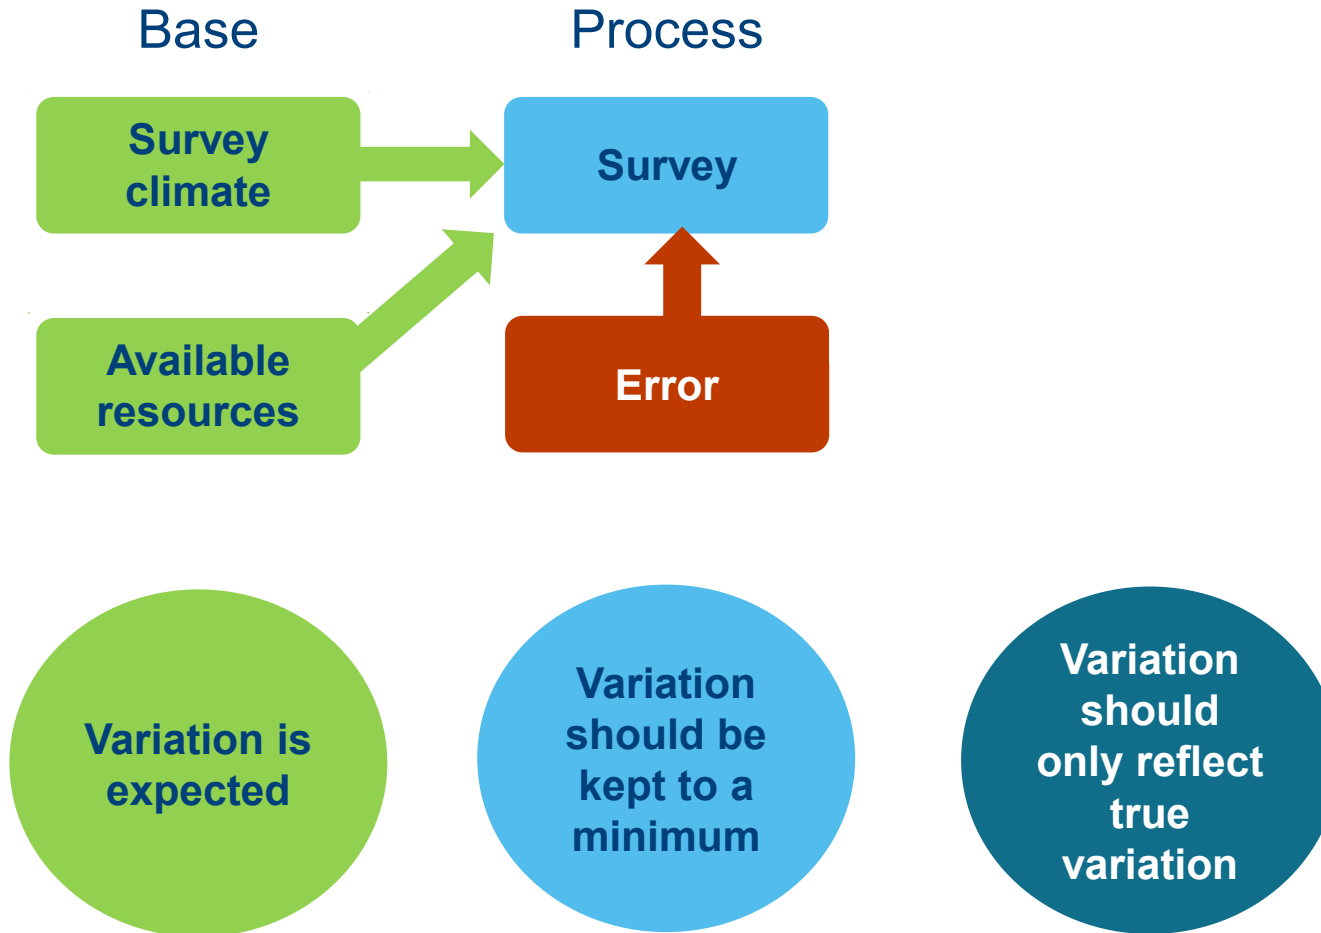 Base
Process
Survey
climate
Survey
Available
resources
Error
Variation is
expected
Variation
should be
kept to a
minimum
Variation
should
only reflect
true
variation